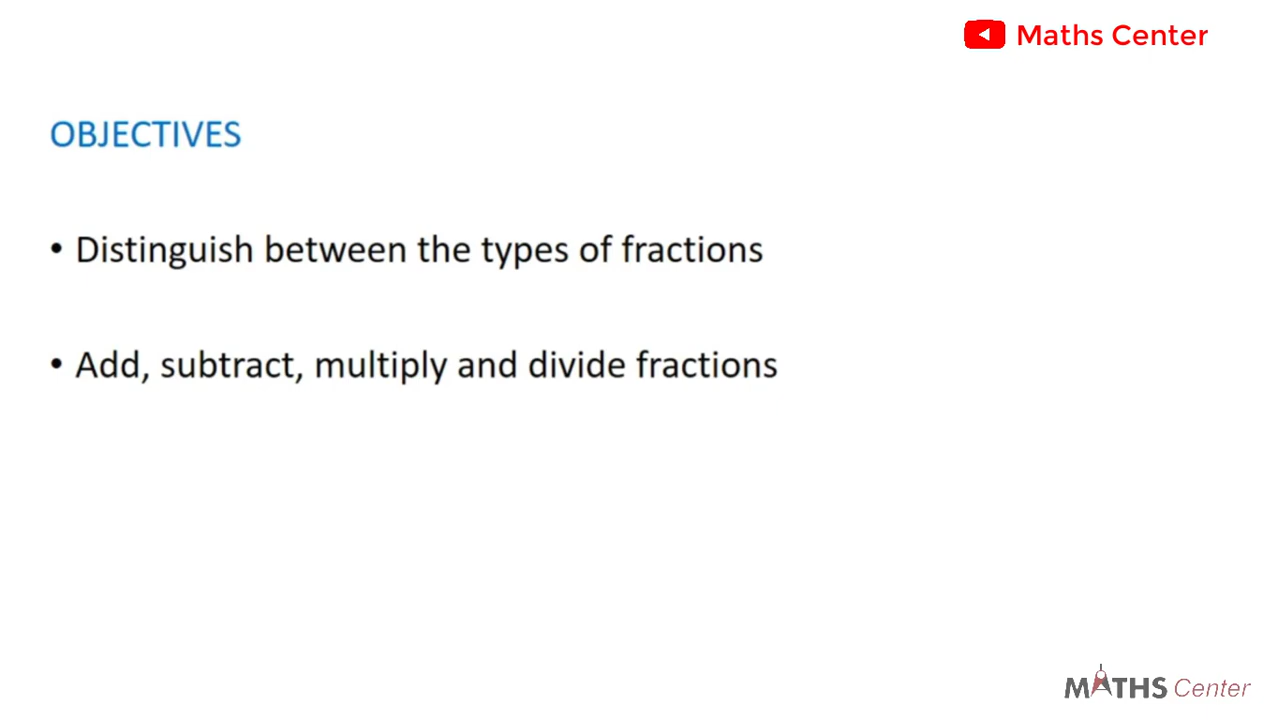 Maths Center
OBJECTIVES
• Distinguish between the types of fractions
• Add, subtract, multiply and divide fractions
MATHS Center